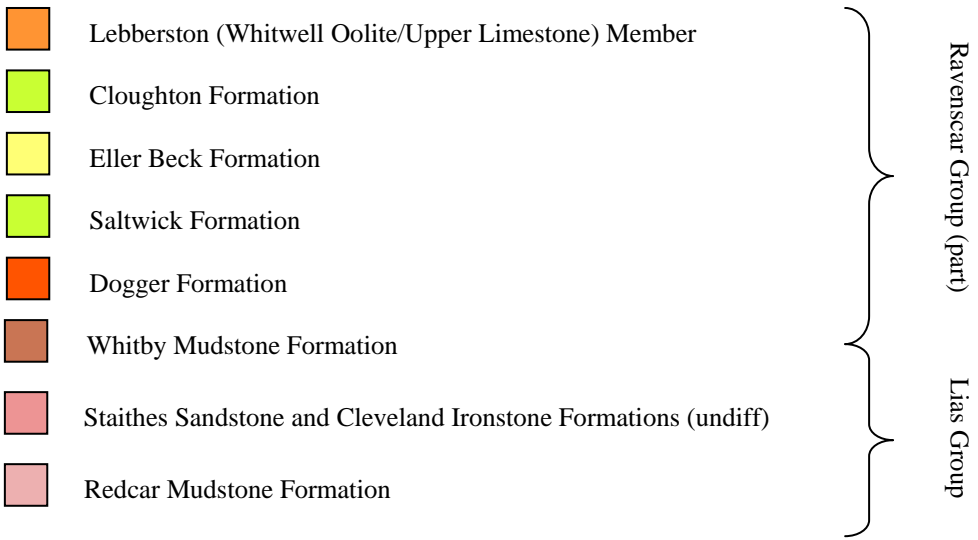 Lebberston (Whitwell Oolite/Upper Limestone) Member
Cloughton Formation
Eller Beck Formation
Saltwick Formation
Dogger Formation
Whitby Mudstone Formation
Staithes Sandstone and Cleveland Ironstone Formations (undiff)
Redcar Mudstone Formation
Ravenscar Group (part)
Lias Group